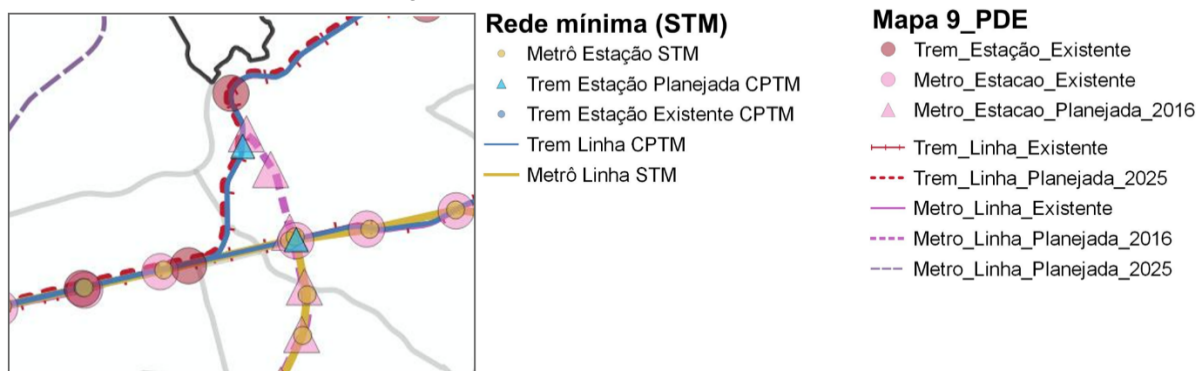 Rede mínima (STM)
Metrô Estação STM
Trem Estação Planejada CPTM
Trem Estação Existente CPTM
Trem Linha CPTM
Metrô Linha STM
Mapa 9_PDE
Trem_Estação_Existente
Metro_Estacao_Existente
Metro_Estacao_Planejada_2016
Trem_Linha_Existente
Trem_Linha_Planejada_2025
Metro_Linha_Existente
Metro_Linha_Planejada_2016
Metro_Linha_Planejada_2025